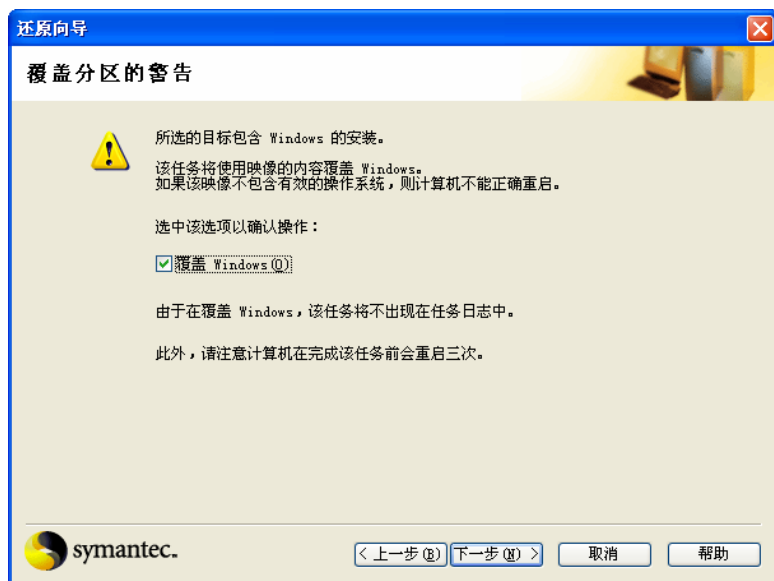 还原向导
覆盖分区的警告
所选的目标包含 Windows 的安装。
该任务将使用映像的内容覆盖 Windows。
如果该映像不包含有效的操作系统,则计算机不能正确重启。
选中该选项以确认操作:
覆盖 Windows(O)
由于在覆盖 Windows,该任务将不出现在任务日志中。
此外,请注意计算机在完成该任务前会重启三次。
symantec.
< 上一步(B) 下一步(N) > 取消 帮助